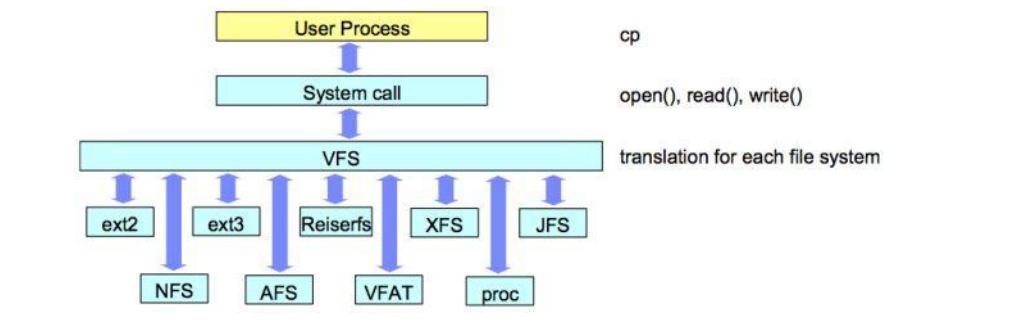 User Process
cp
System call
open(), read(), write()
VFS
translation for each file system
ext2
ext3
Reiserfs
XFS
JFS
NFS
AFS
VFAT
proc